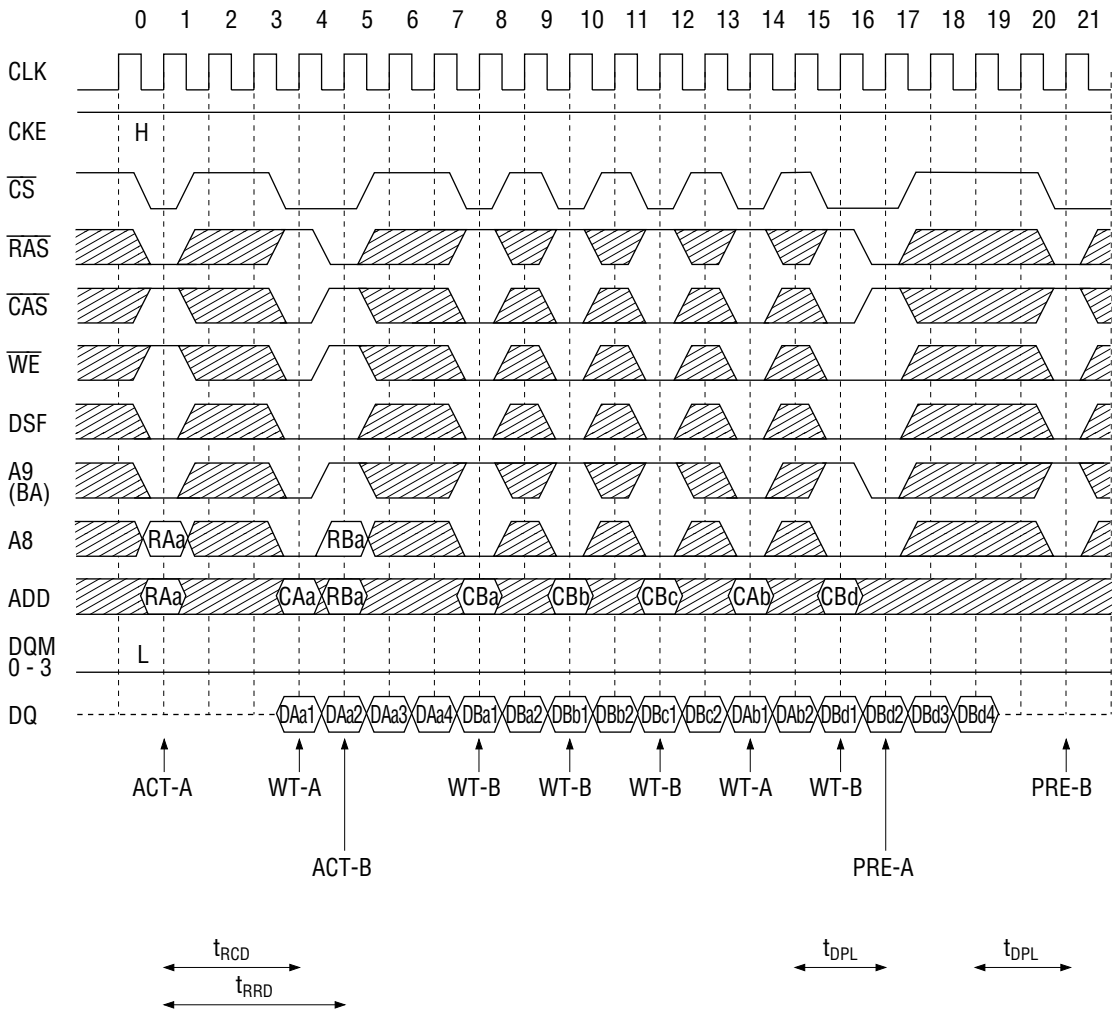 0 1 2 3 4 5 6 7 8 9 10 11 12 13 14 15 16 17 18 19 20 21
CLK
CKE H
CS
RAS
CAS
WE
DSF
A9
(BA)
A8 RAa RBa
ADD RAa CAa RBa CBa CBb CBc CAb CBd
DQM
0 - 3 L
DQ DAa1 DAa2 DAa3 DAa4 DBa1 DBa2 DBb1 DBb2 DBc1 DBc2 DAb1 DAb2 DBd1 DBd2 DBd3 DBd4
ACT-A WT-A WT-B WT-B WT-B WT-A WT-B PRE-B
ACT-B PRE-A
tRCD tDPL tDPL
tRRD